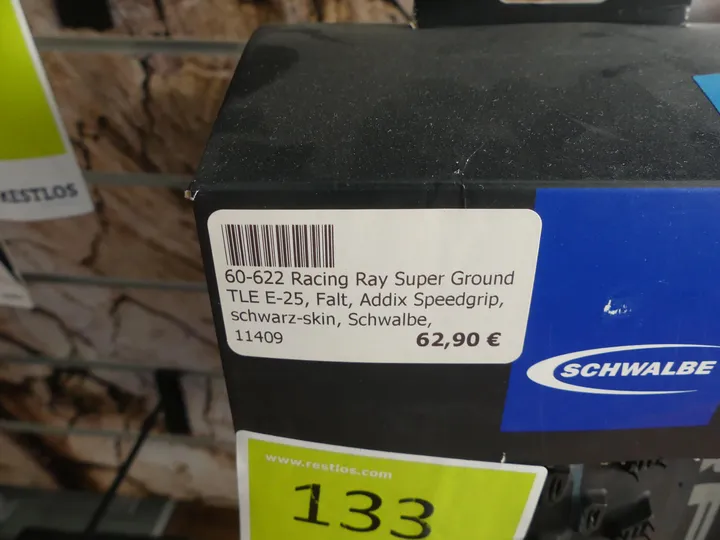 RESTLOS
60-622 Racing Ray Super Ground
TLE E-25, Falt, Addix Speedgrip,
schwarz-skin, Schwalbe,
11409 62,90 €
SCHWALBE
www.restlos.com
133